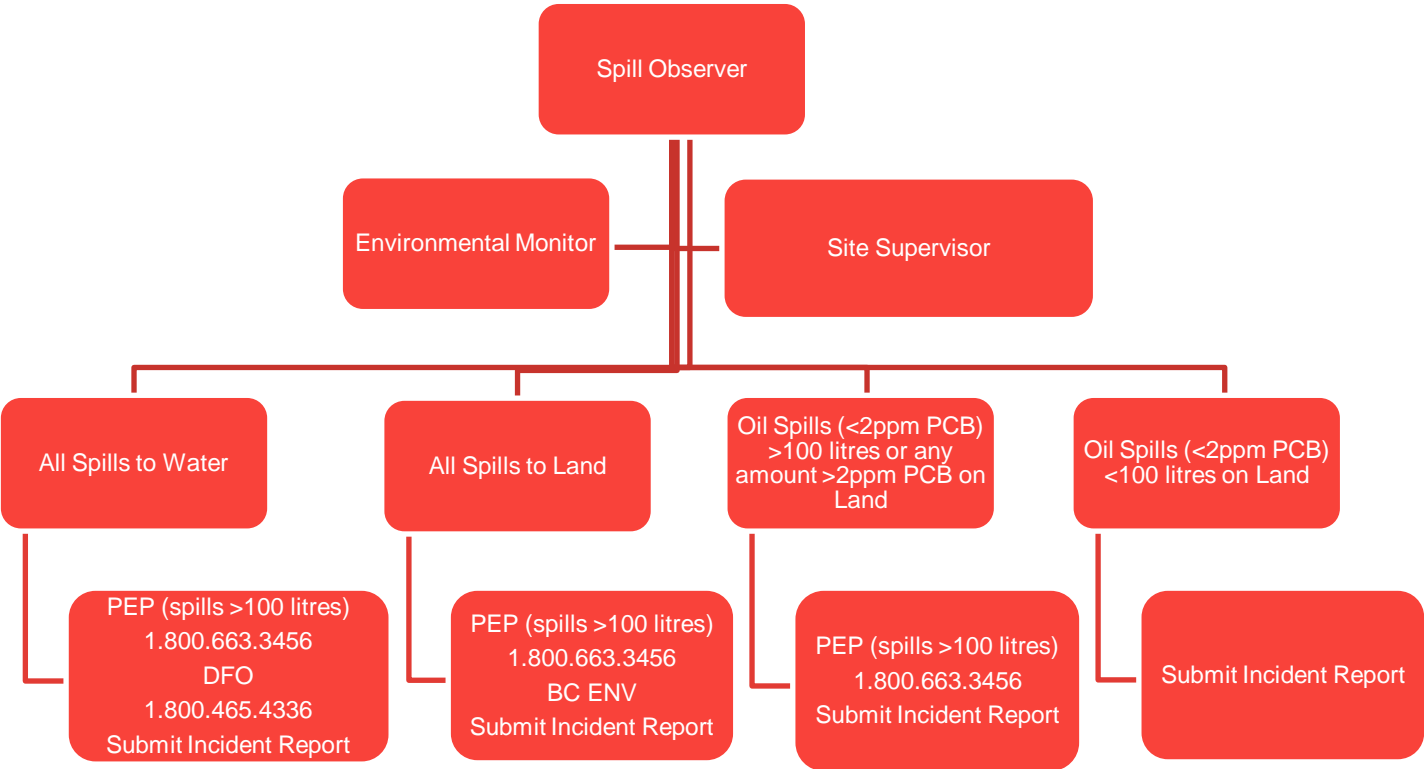 Spill Observer
Environmental Monitor
Site Supervisor
All Spills to Water
All Spills to Land
Oil Spills (<2ppm PCB)
>100 litres or any
amount >2ppm PCB on
Land
Oil Spills (<2ppm PCB)
<100 litres on Land
PEP (spills >100 litres)
1.800.663.3456
DFO
1.800.465.4336
Submit Incident Report
PEP (spills >100 litres)
1.800.663.3456
BC ENV
Submit Incident Report
PEP (spills >100 litres)
1.800.663.3456
Submit Incident Report
Submit Incident Report